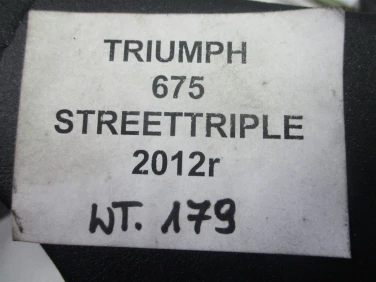 TRIUMPH
675
STREETTRIPLE
2012r
WT. 179